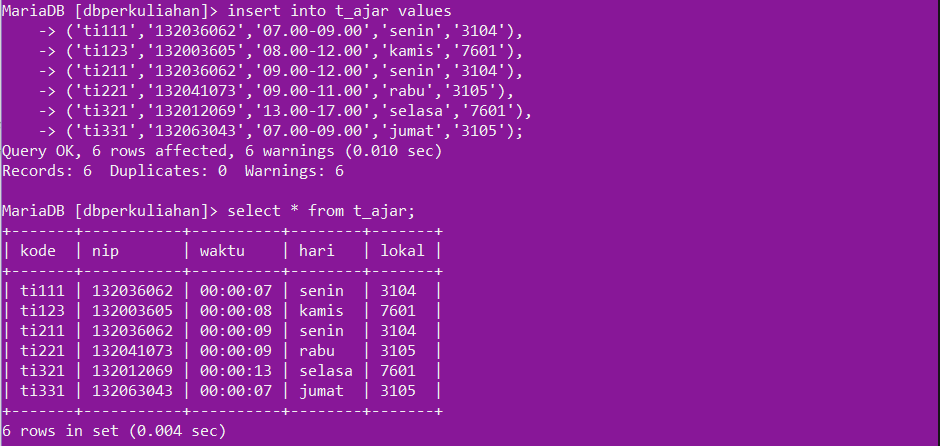 MariaDB [dbperkuliahan]> insert into t_ajar values
    -> ('ti111','132036062','07.00-09.00','senin','3104'),
    -> ('ti123','132003605','08.00-12.00','kamis','7601'),
    -> ('ti211','132036062','09.00-12.00','senin','3104'),
    -> ('ti221','132041073','09.00-11.00','rabu','3105'),
    -> ('ti321','132012069','13.00-17.00','selasa','7601'),
    -> ('ti331','132063043','07.00-09.00','jumat','3105');
Query OK, 6 rows affected, 6 warnings (0.010 sec)
Records: 6  Duplicates: 0  Warnings: 6

MariaDB [dbperkuliahan]> select * from t_ajar;
+-------+-----------+----------+--------+-------+
| kode  | nip       | waktu    | hari   | lokal |
+-------+-----------+----------+--------+-------+
| ti111 | 132036062 | 00:00:07 | senin  | 3104  |
| ti123 | 132003605 | 00:00:08 | kamis  | 7601  |
| ti211 | 132036062 | 00:00:09 | senin  | 3104  |
| ti221 | 132041073 | 00:00:09 | rabu   | 3105  |
| ti321 | 132012069 | 00:00:13 | selasa | 7601  |
| ti331 | 132063043 | 00:00:07 | jumat  | 3105  |
+-------+-----------+----------+--------+-------+
6 rows in set (0.004 sec)